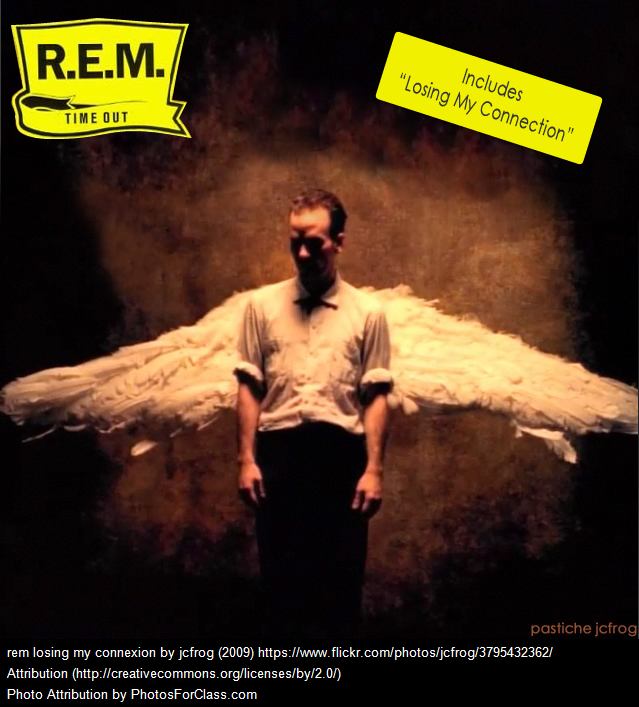 R.E.M.
TIME OUT
Includes
“Losing My Connection”
pastiche jcfrog
rem losing my connexion by jcfrog (2009) https://www.flickr.com/photos/jcfrog/3795432362/
Attribution (http://creativecommons.org/licenses/by/2.0/)
Photo Attribution by PhotosForClass.com